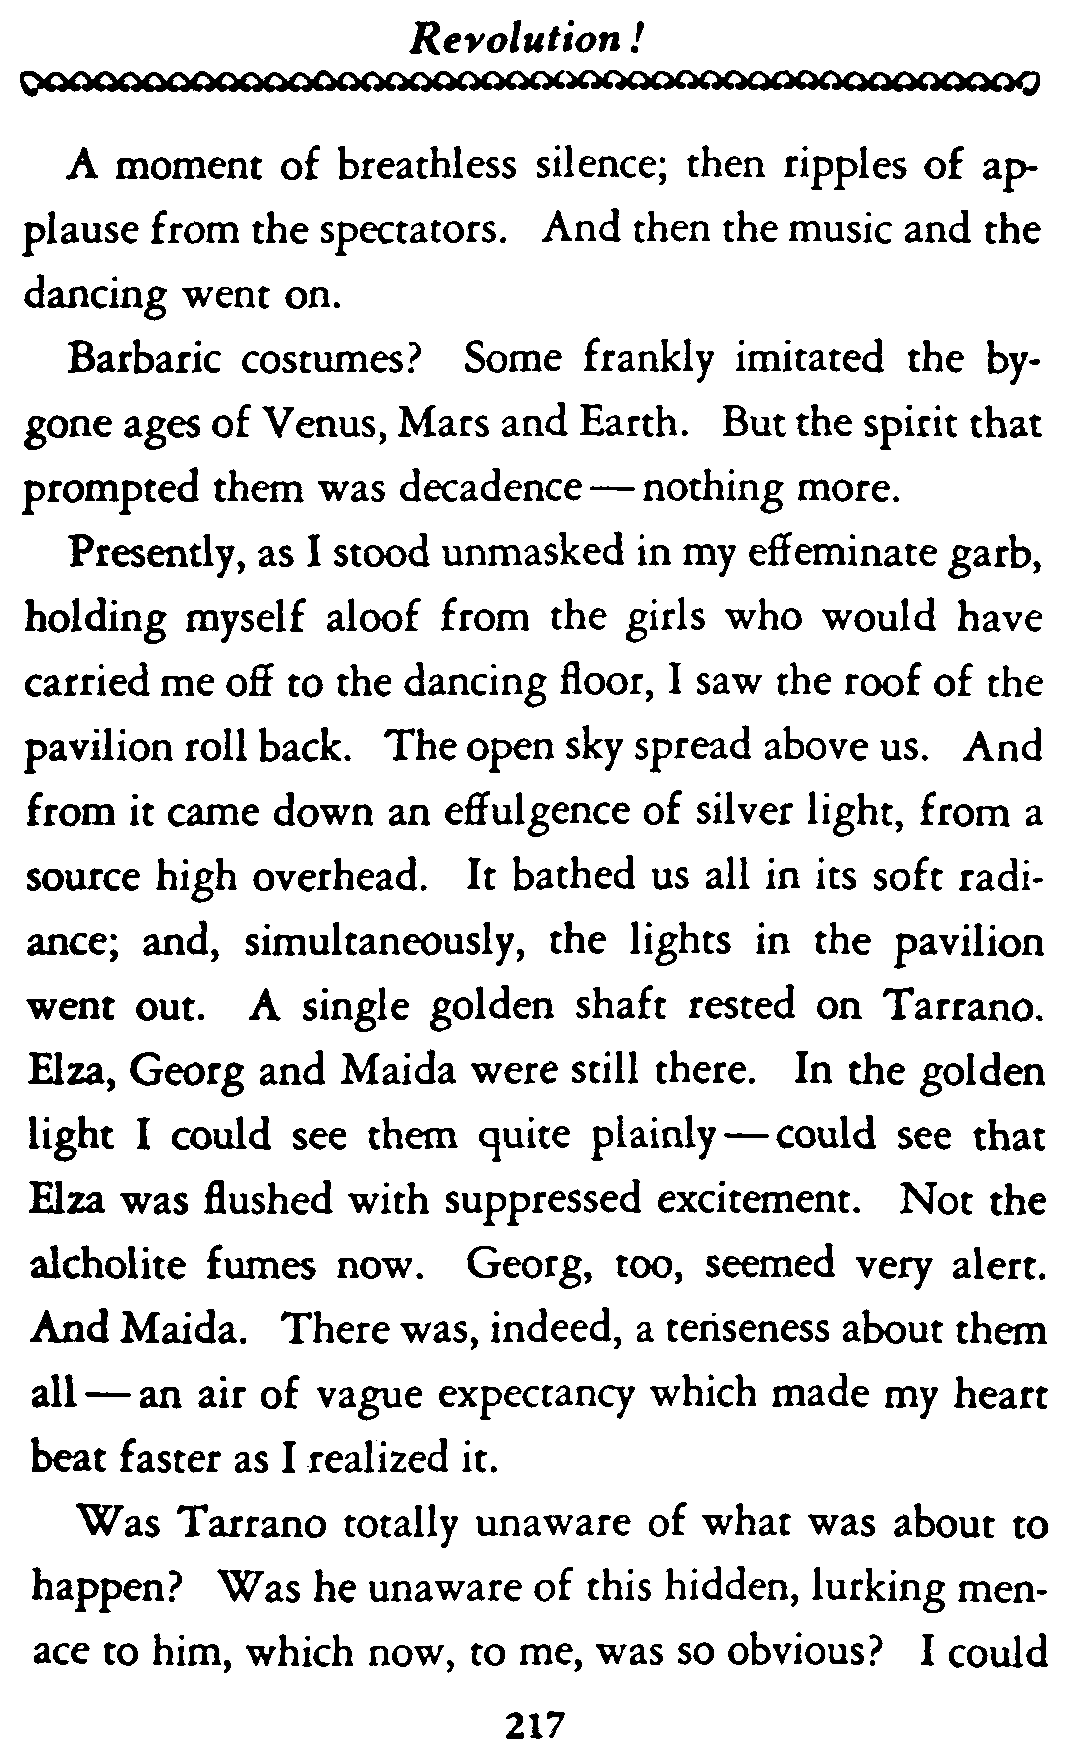 Revolution!
A moment of breathless silence; then ripples of ap-
plause from the spectators. And then the music and the
dancing went on.
Barbaric costumes? Some frankly imitated the by-
gone ages of Venus, Mars and Earth. But the spirit that
prompted them was decadence — nothing more.
Presently, as I stood unmasked in my effeminate garb,
holding myself aloof from the girls who would have
carried me off to the dancing floor, I saw the roof of the
pavilion roll back. The open sky spread above us. And
from it came down an effulgence of silver light, from a
source high overhead. It bathed us all in its soft radi-
ance; and, simultaneously, the lights in the pavilion
went out. A single golden shaft rested on Tarrano.
Elza, Georg and Maida were still there. In the golden
light I could see them quite plainly — could see that
Elza was flushed with suppressed excitement. Not the
alcholite fumes now. Georg, too, seemed very alert.
And Maida. There was, indeed, a tenseness about them
all — an air of vague expectancy which made my heart
beat faster as I realized it.
Was Tarrano totally unaware of what was about to
happen? Was he unaware of this hidden, lurking men-
ace to him, which now, to me, was so obvious? I could
217